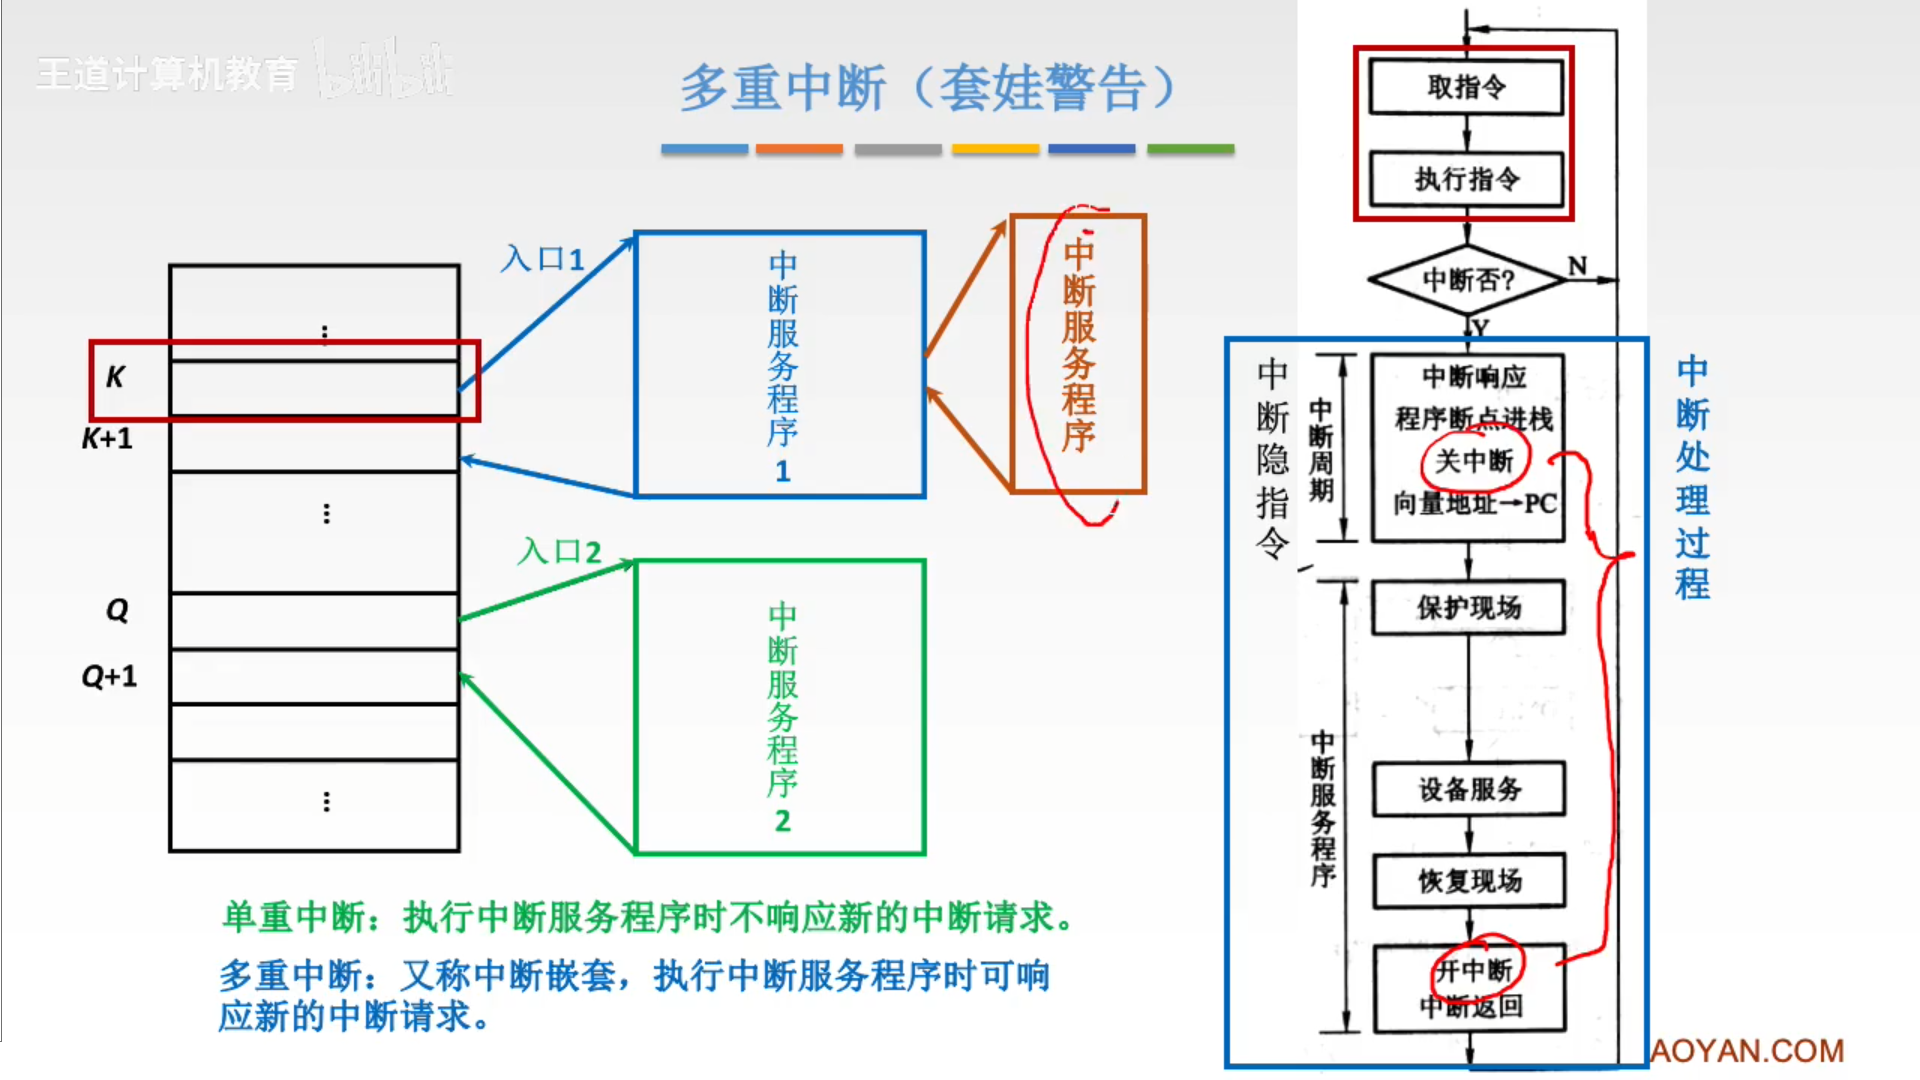 王道计算机教育 bilibili
多重中断（套娃警告）
K
K+1
Q
Q+1
入口1
中断服务程序1
中断服务程序
入口2
中断服务程序2
单重中断：执行中断服务程序时不响应新的中断请求。
多重中断：又称中断嵌套，执行中断服务程序时可响
应新的中断请求。
取指令
执行指令
中断否?
N
Y
中断隐指令
中断周期
中断响应
程序断点进栈
关中断
向量地址→PC
中断服务程序
保护现场
设备服务
恢复现场
开中断
中断返回
中断处理过程
AOYAN.COM